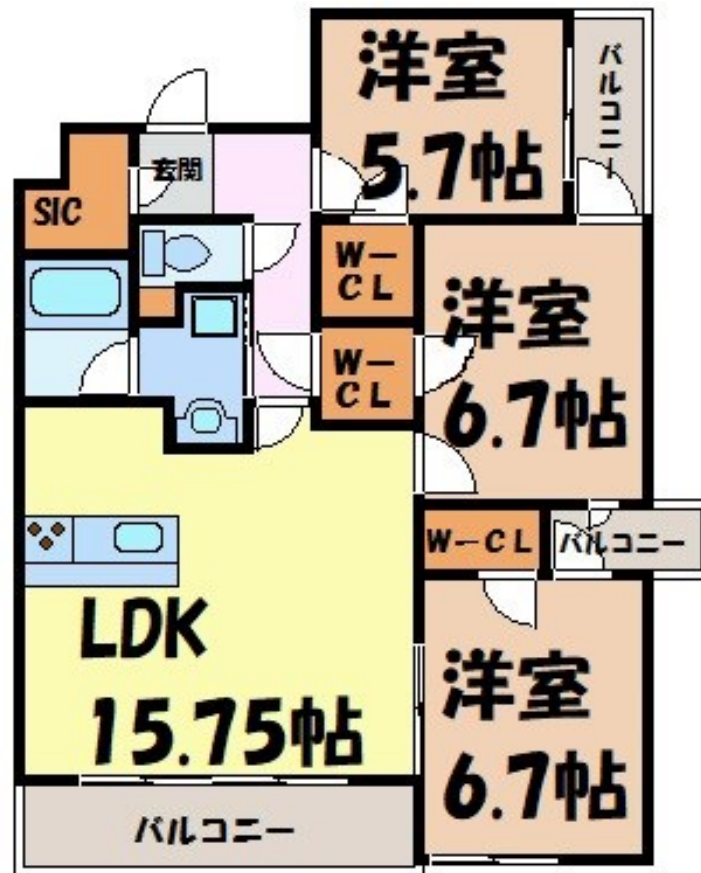 洋室
5.7帖
バルコニー
玄関
SIC
W-
CL
洋室
6.7帖
W-
CL
W-CL
バルコニー
LDK
15.75帖
洋室
6.7帖
バルコニー